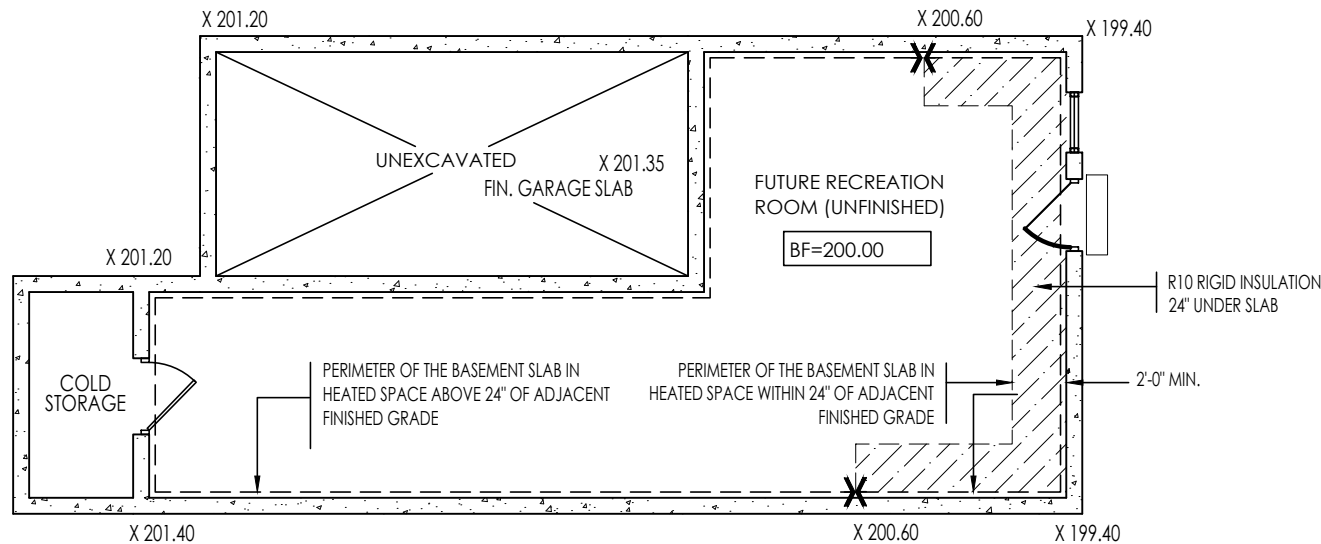 X 201.20
X 200.60
X 199.40
UNEXCAVATED
X 201.35
FIN. GARAGE SLAB
FUTURE RECREATION
ROOM (UNFINISHED)
BF=200.00
X 201.20
R10 RIGID INSULATION
24" UNDER SLAB
COLD
STORAGE
PERIMETER OF THE BASEMENT SLAB IN
HEATED SPACE ABOVE 24" OF ADJACENT
FINISHED GRADE
PERIMETER OF THE BASEMENT SLAB IN
HEATED SPACE WITHIN 24" OF ADJACENT
FINISHED GRADE
2'-0" MIN.
X 201.40
X 200.60
X 199.40